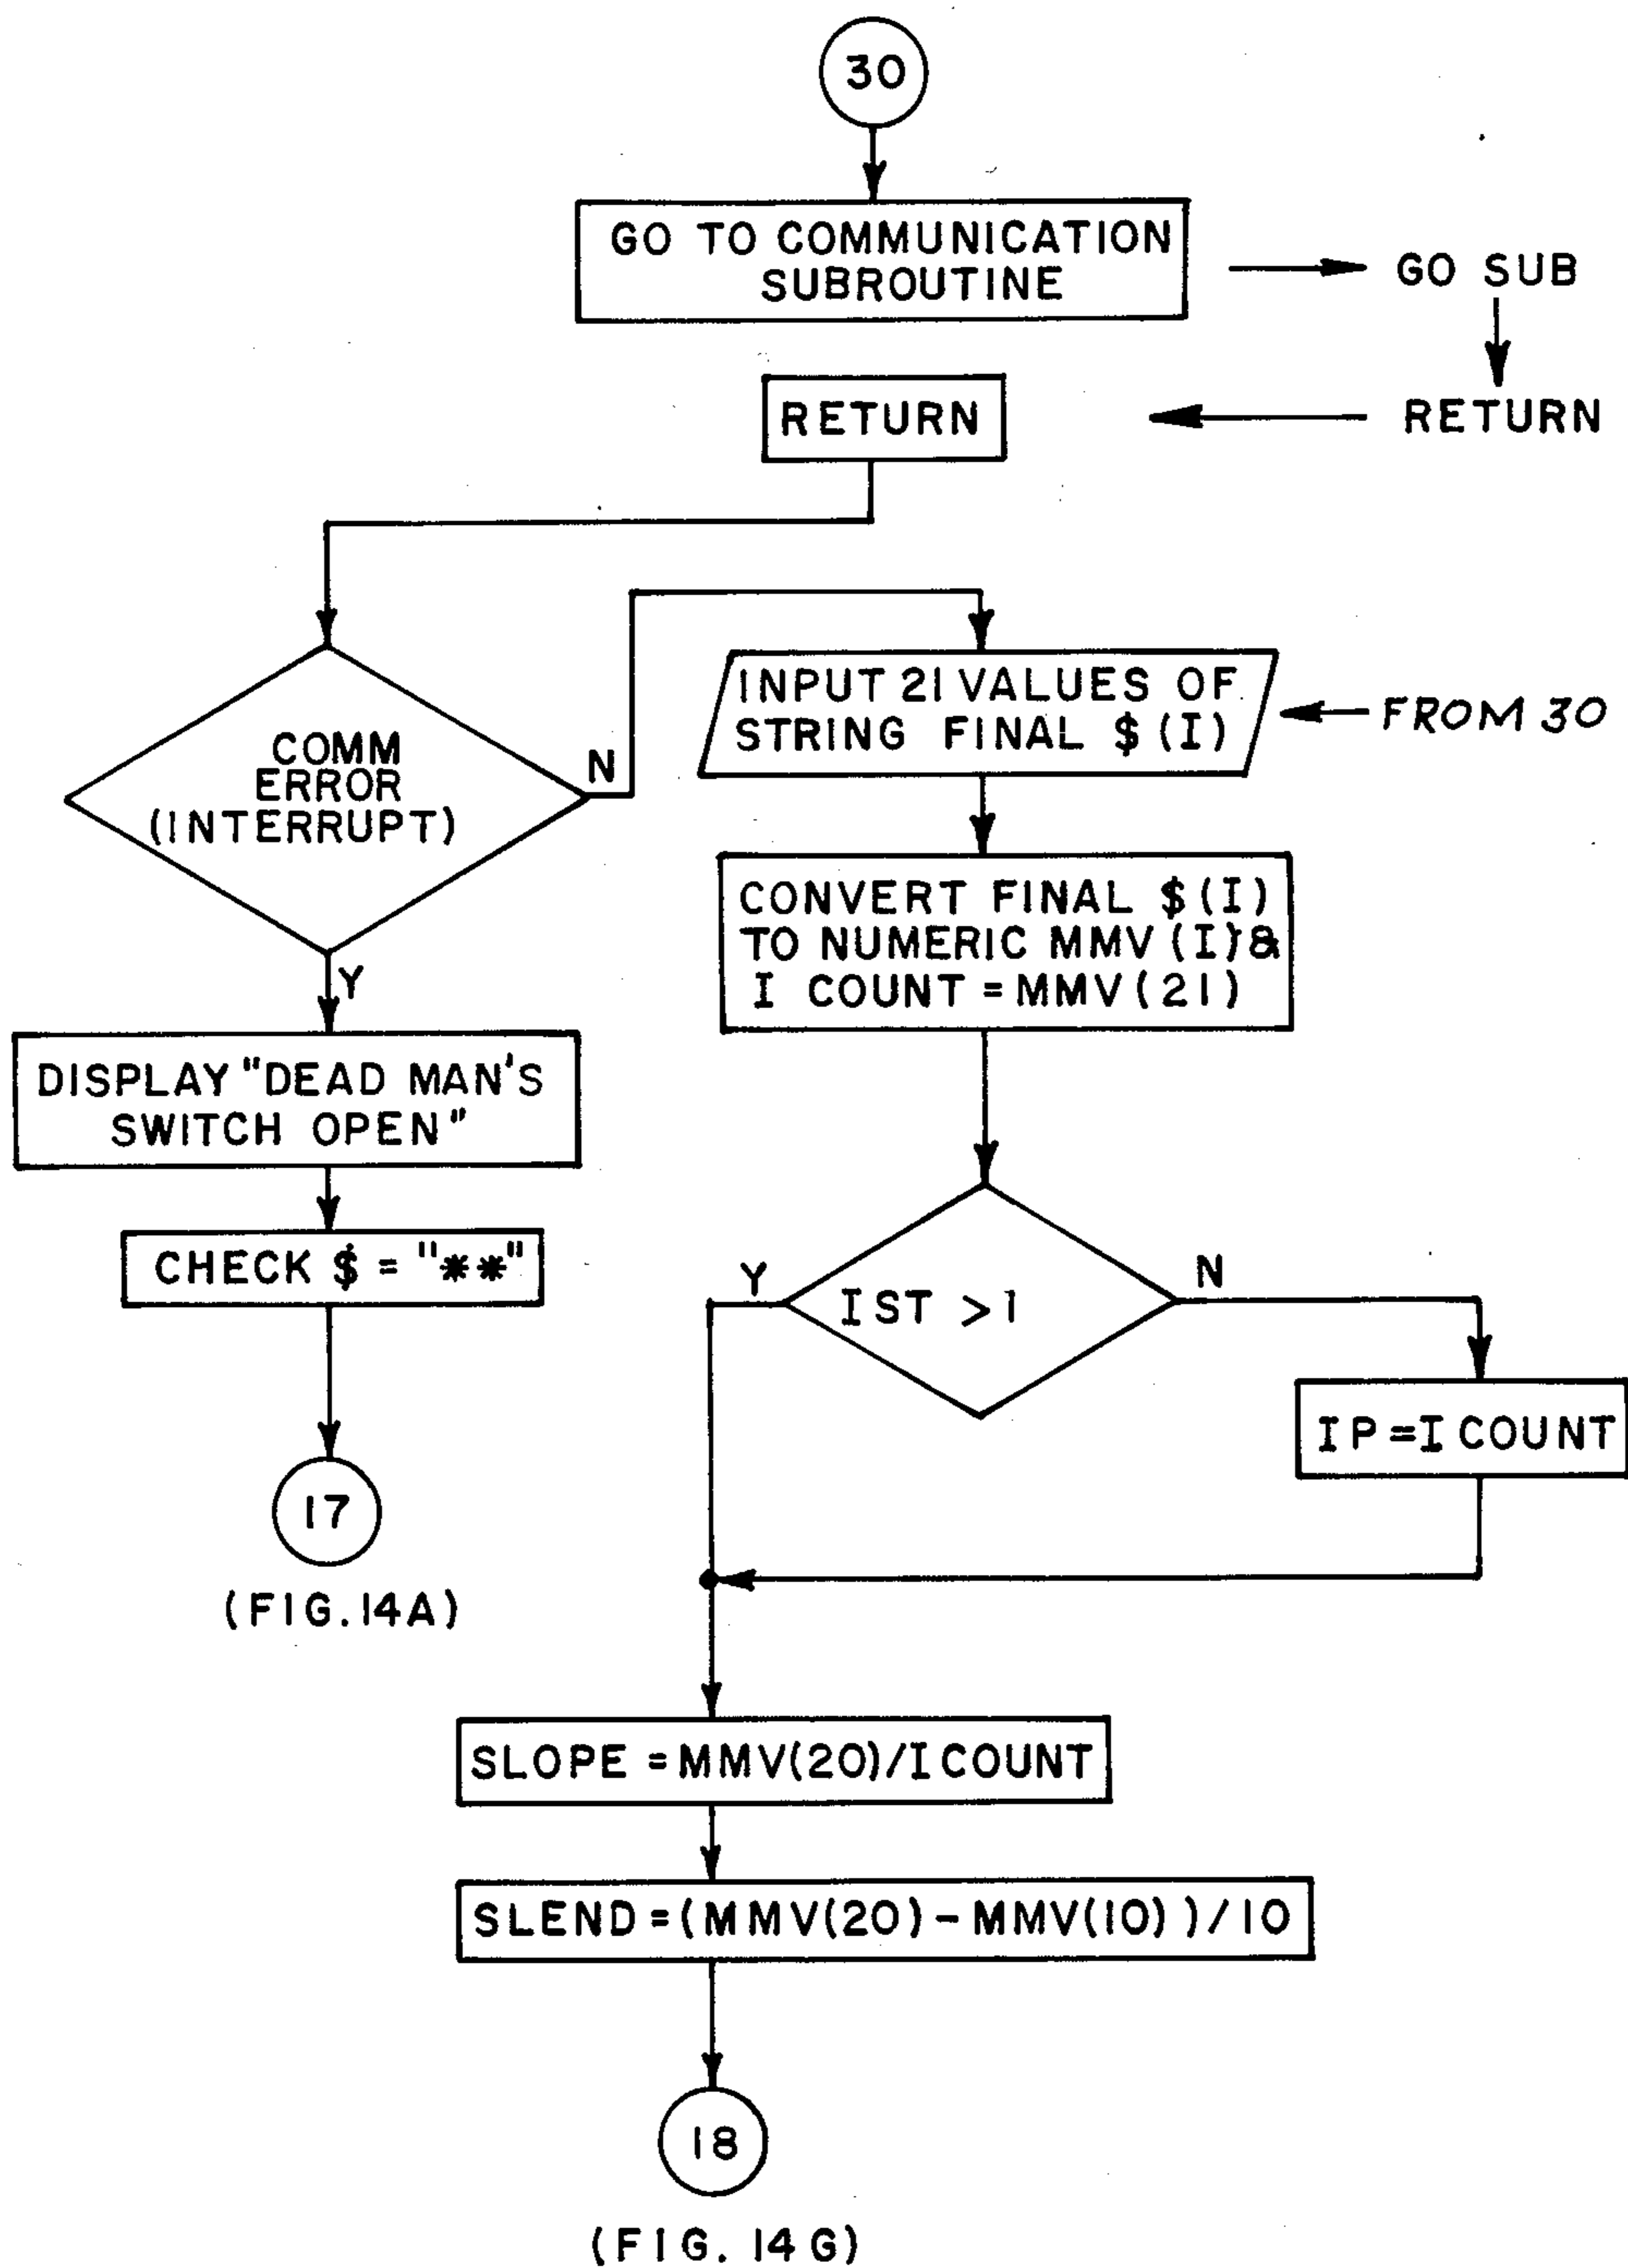 30
GO TO COMMUNICATION
SUBROUTINE
GO SUB
RETURN
RETURN
COMM
ERROR
(INTERRUPT)
N
Y
INPUT 21 VALUES OF
STRING FINAL $(I)
FROM 30
CONVERT FINAL $(I)
TO NUMERIC MMV(I)&
I COUNT = MMV(21)
DISPLAY "DEAD MAN'S
SWITCH OPEN"
CHECK $ = "**"
17
(FIG. 14A)
Y
IST >1
N
IP = I COUNT
SLOPE = MMV(20)/I COUNT
SLEND = (MMV(20) - MMV(10))/10
18
(FIG. 14G)